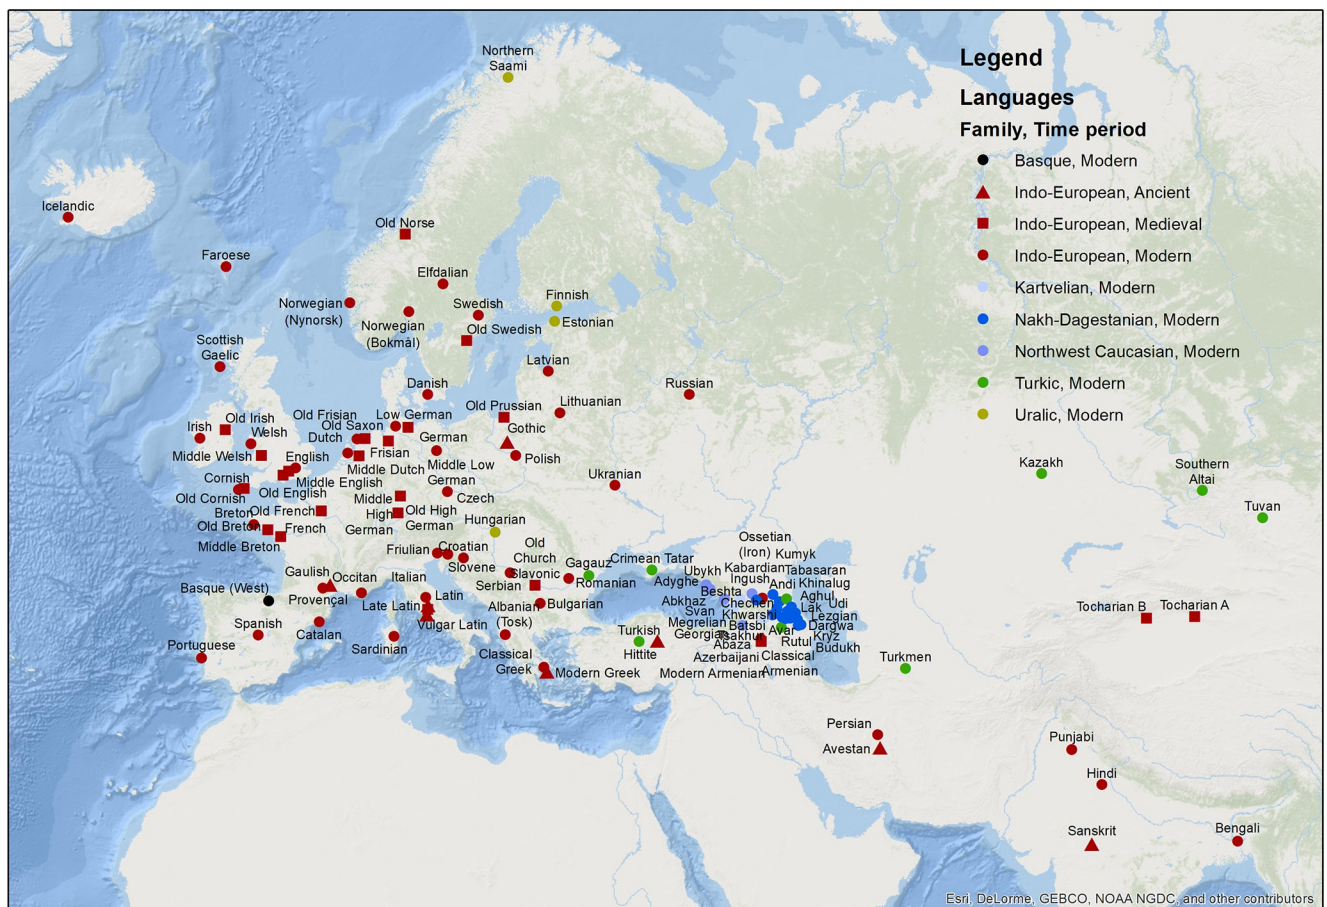 Legend
Languages
Family, Time period
Basque, Modern
Indo-European, Ancient
Indo-European, Medieval
Indo-European, Modern
Kartvelian, Modern
Nakh-Dagestanian, Modern
Northwest Caucasian, Modern
Turkic, Modern
Uralic, Modern
Northern
Saami
Icelandic
Old Norse
Faroese
Elfdalian
Norwegian
(Nynorsk)
Finnish
Swedish
Estonian
Norwegian
(Bokmål)
Old Swedish
Scottish
Gaelic
Latvian
Danish
Russian
Lithuanian
Old Prussian
Old Frisian
Low German
Old Irish
Irish
Old Saxon
Gothic
Welsh
Dutch
German
Frisian
Middle Welsh
English
Polish
Middle Dutch
Middle Low
German
Kazakh
Southern
Altai
Ukranian
Cornish
Middle English
Old Cornish
Old English
Middle
High
German
Czech
Tuvan
Breton
Old French
Old High
German
Hungarian
Old Breton
French
Middle Breton
Friulian
Croatian
Slovene
Old
Church
Slavonic
Ossetian
(Iron)
Kumyk
Crimean Tatar
Gagauz
Ubykh
Kabardian
Tabasaran
Gaulish
Occitan
Italian
Serbian
Romanian
Adyghe
Ingush
Andi
Khinalug
Basque (West)
Beshta
Aghul
Provençal
Late Latin
Latin
Albanian
(Tosk)
Bulgarian
Abkhaz
Chechen
Lak
Udi
Tocharian B
Tocharian A
Svan
Khwarshi
Lezgian
Spanish
Catalan
Vulgar Latin
Megrelian
Batsbi
Dargwa
Turkish
Georgian
Tsakhur
Avar
Kryz
Portuguese
Sardinian
Abaza
Rutul
Budukh
Classical
Greek
Hittite
Azerbaijani
Classical
Armenian
Turkmen
Modern Greek
Modern Armenian
Persian
Avestan
Punjabi
Hindi
Sanskrit
Bengali
Esri, DeLorme, GEBCO, NOAA NGDC, and other contributors